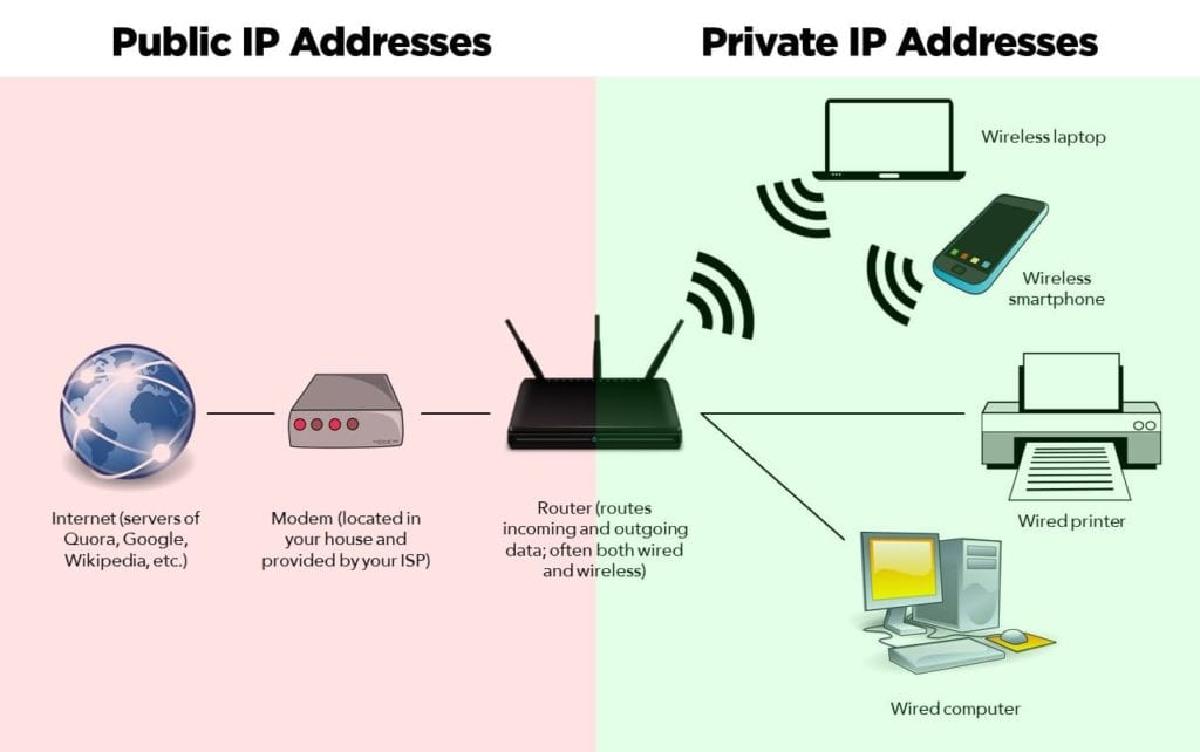 Public IP Addresses
Private IP Addresses
Wireless laptop
Wireless
smartphone
Internet (servers of
Quora, Google,
Wikipedia, etc.)
Modem (located in
your house and
provided by your ISP)
Router (routes
incoming and outgoing
data; often both wired
and wireless)
Wired printer
Wired computer